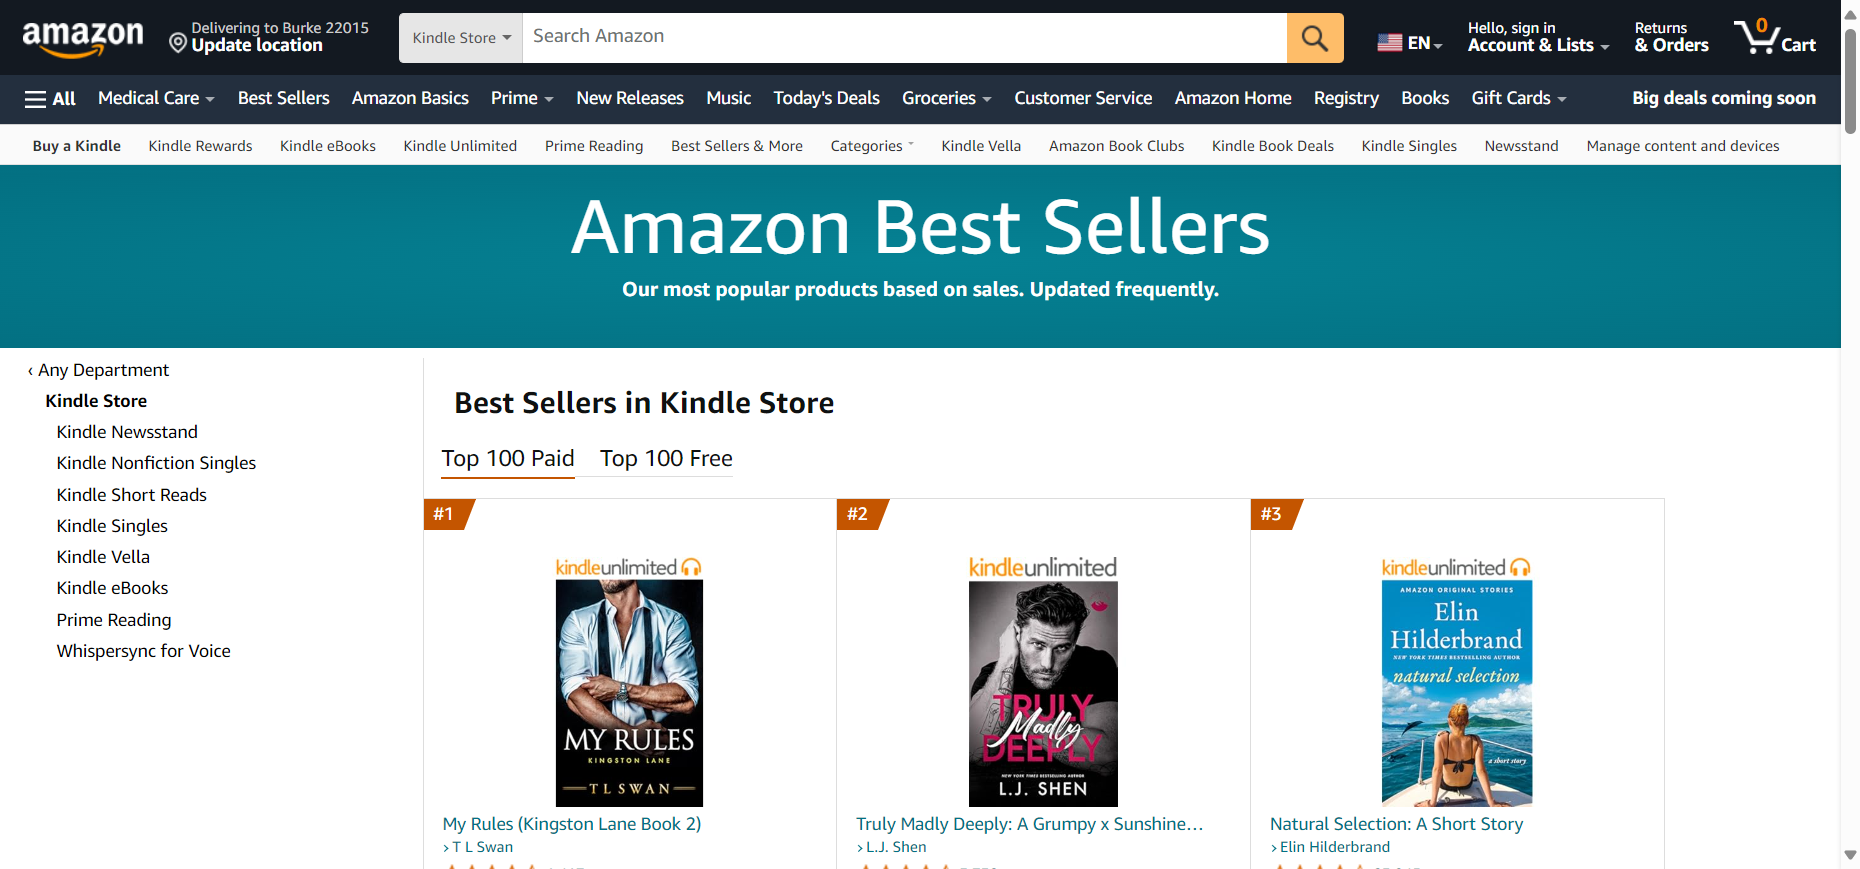 amazon
Delivering to Burke 22015
Update location
Kindle Store
Search Amazon
EN
Hello, sign in
Account & Lists
Returns
& Orders
0
Cart
All
Medical Care
Best Sellers
Amazon Basics
Prime
New Releases
Music
Today's Deals
Groceries
Customer Service
Amazon Home
Registry
Books
Gift Cards
Big deals coming soon
Buy a Kindle
Kindle Rewards
Kindle eBooks
Kindle Unlimited
Prime Reading
Best Sellers & More
Categories
Kindle Vella
Amazon Book Clubs
Kindle Book Deals
Kindle Singles
Newsstand
Manage content and devices
Amazon Best Sellers
Our most popular products based on sales. Updated frequently.
‹ Any Department
Kindle Store
Kindle Newsstand
Kindle Nonfiction Singles
Kindle Short Reads
Kindle Singles
Kindle Vella
Kindle eBooks
Prime Reading
Whispersync for Voice
Best Sellers in Kindle Store
Top 100 Paid
Top 100 Free
#1
kindleunlimited
MY RULES
KINGSTON LANE
T L SWAN
My Rules (Kingston Lane Book 2)
› T L Swan
#2
kindleunlimited
TRULY
Madly
DEEPLY
NEW YORK TIMES BESTSELLING AUTHOR
L.J. SHEN
Truly Madly Deeply: A Grumpy x Sunshine…
› L.J. Shen
#3
kindleunlimited
AMAZON ORIGINAL STORIES
Elin
Hilderbrand
NEW YORK TIMES BESTSELLING AUTHOR
natural selection
a short story
Natural Selection: A Short Story
› Elin Hilderbrand